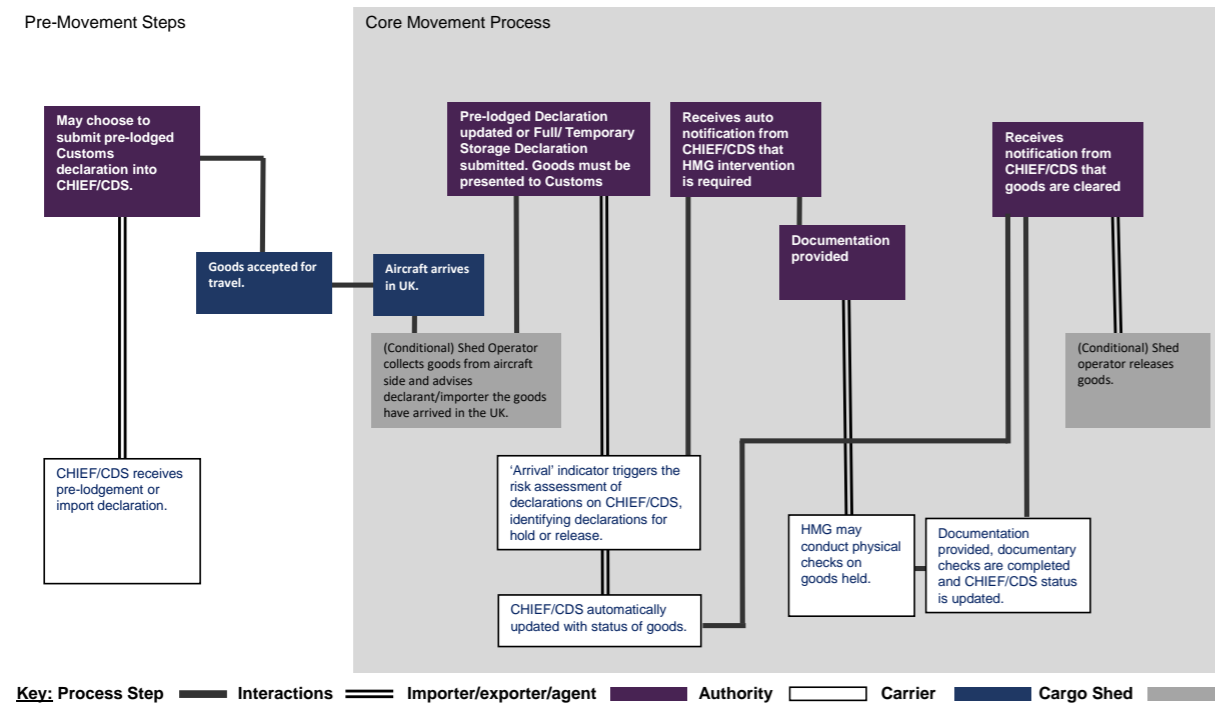 Pre-Movement Steps
Core Movement Process
May choose to
submit pre-lodged
Customs
declaration into
CHIEF/CDS.
Goods accepted for
travel.
CHIEF/CDS receives
pre-lodgement or
import declaration.
Aircraft arrives
in UK.
(Conditional) Shed Operator
collects goods from aircraft
side and advises
declarant/importer the goods
have arrived in the UK.
Pre-lodged Declaration
updated or Full/ Temporary
Storage Declaration
submitted. Goods must be
presented to Customs
‘Arrival’ indicator triggers the
risk assessment of
declarations on CHIEF/CDS,
identifying declarations for
hold or release.
CHIEF/CDS automatically
updated with status of goods.
Receives auto
notification from
CHIEF/CDS that
HMG intervention
is required
Documentation
provided
HMG may
conduct physical
checks on
goods held.
Documentation
provided, documentary
checks are completed
and CHIEF/CDS status
is updated.
Receives
notification from
CHIEF/CDS that
goods are cleared
(Conditional) Shed
operator releases
goods.
Key: Process Step Interactions Importer/exporter/agent Authority Carrier Cargo Shed